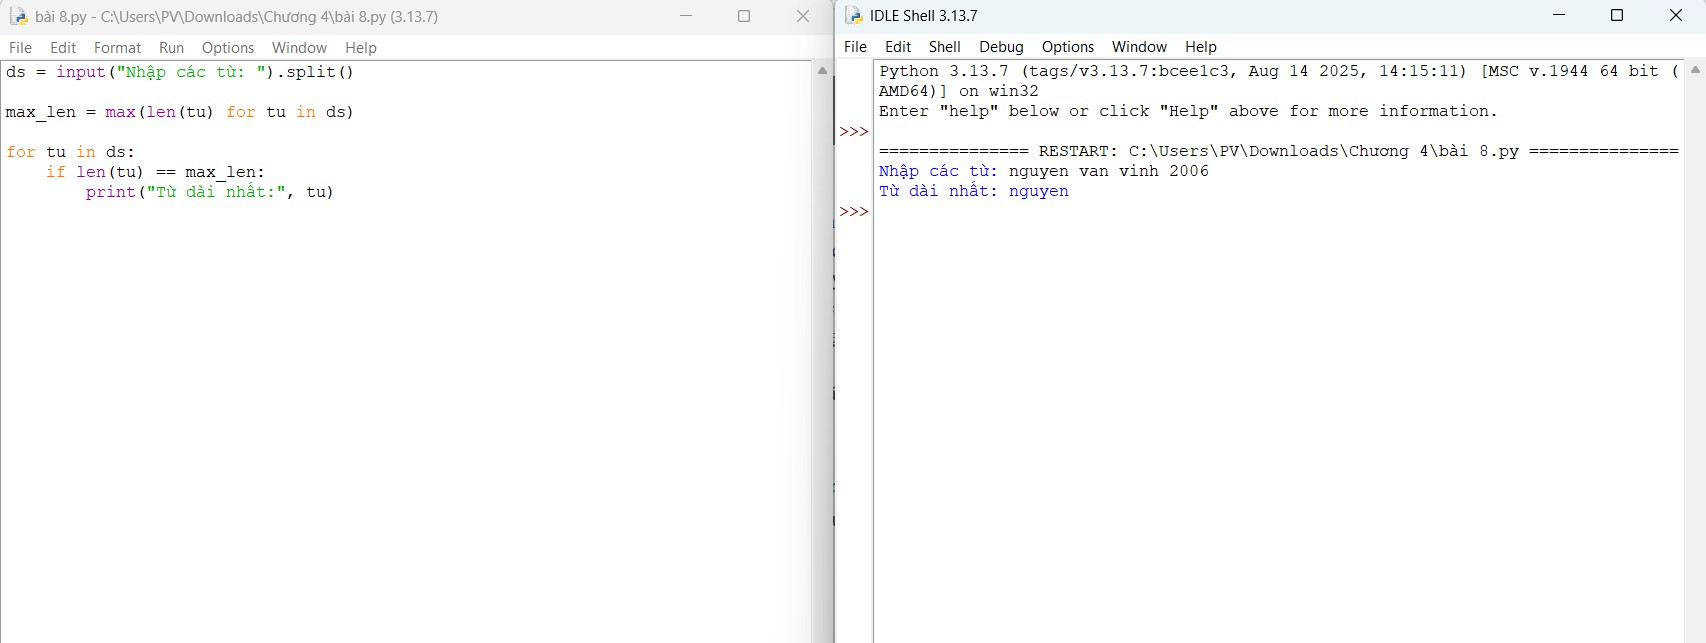 bài 8.py - C:\Users\PV\Downloads\Chương 4\bài 8.py (3.13.7)
File Edit Format Run Options Window Help
ds = input("Nhập các từ: ").split()
max_len = max(len(tu) for tu in ds)
for tu in ds:
    if len(tu) == max_len:
        print("Từ dài nhất:", tu)
IDLE Shell 3.13.7
File Edit Shell Debug Options Window Help
Python 3.13.7 (tags/v3.13.7:bcee1c3, Aug 14 2025, 14:15:11) [MSC v.1944 64 bit (
AMD64)] on win32
Enter "help" below or click "Help" above for more information.
>>>
=============== RESTART: C:\Users\PV\Downloads\Chương 4\bài 8.py ===============
Nhập các từ: nguyen van vinh 2006
Từ dài nhất: nguyen
>>>